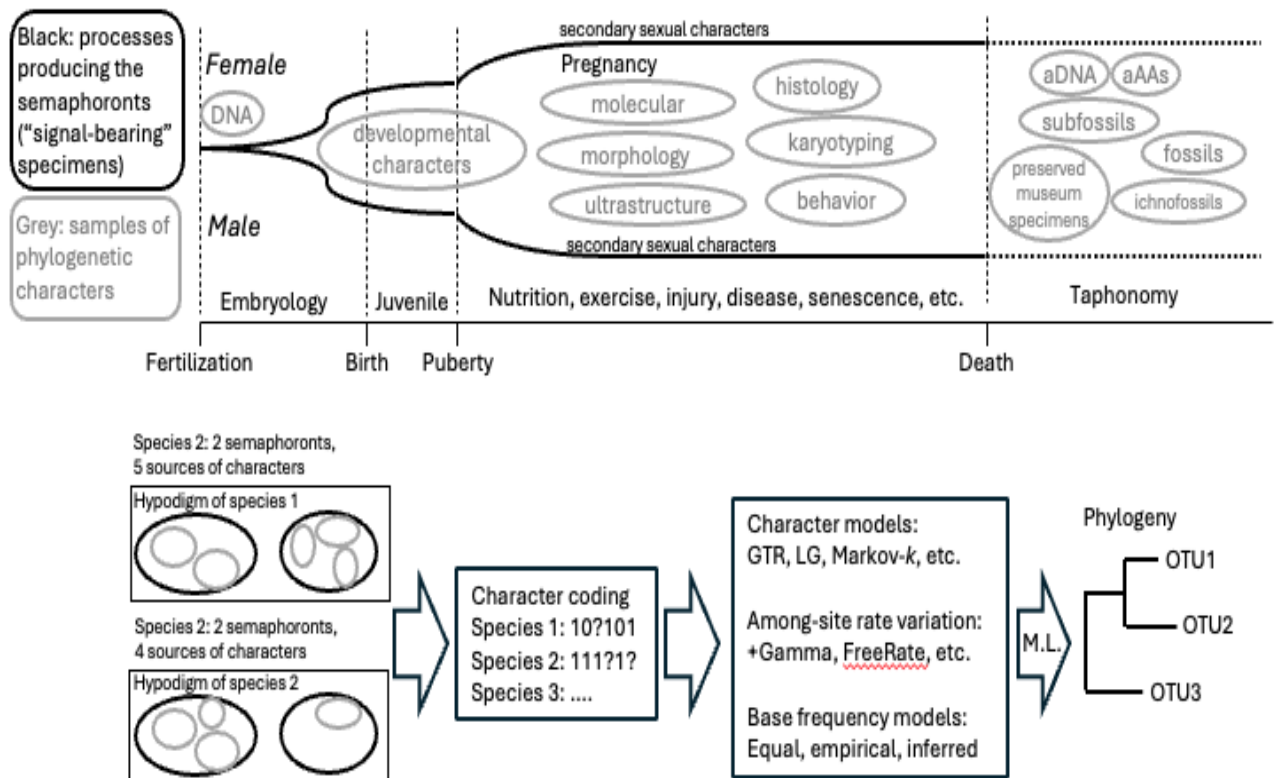 Black: processes
producing the
semaphoronts
("signal-bearing"
specimens)
Grey: samples of
phylogenetic
characters
Female
DNA
Male
developmental
characters
secondary sexual characters
Pregnancy
molecular
morphology
ultrastructure
histology
karyotyping
behavior
secondary sexual characters
aDNA
aAAs
subfossils
fossils
preserved
museum
specimens
ichnofossils
Embryology
Juvenile
Nutrition, exercise, injury, disease, senescence, etc.
Taphonomy
Fertilization
Birth
Puberty
Death
Species 2: 2 semaphoronts,
5 sources of characters
Hypodigm of species 1
Species 2: 2 semaphoronts,
4 sources of characters
Hypodigm of species 2
Character coding
Species 1: 10?101
Species 2: 111?1?
Species 3: ....
Character models:
GTR, LG, Markov-k, etc.
Among-site rate variation:
+Gamma, FreeRate, etc.
Base frequency models:
Equal, empirical, inferred
M.L.
Phylogeny
OTU1
OTU2
OTU3